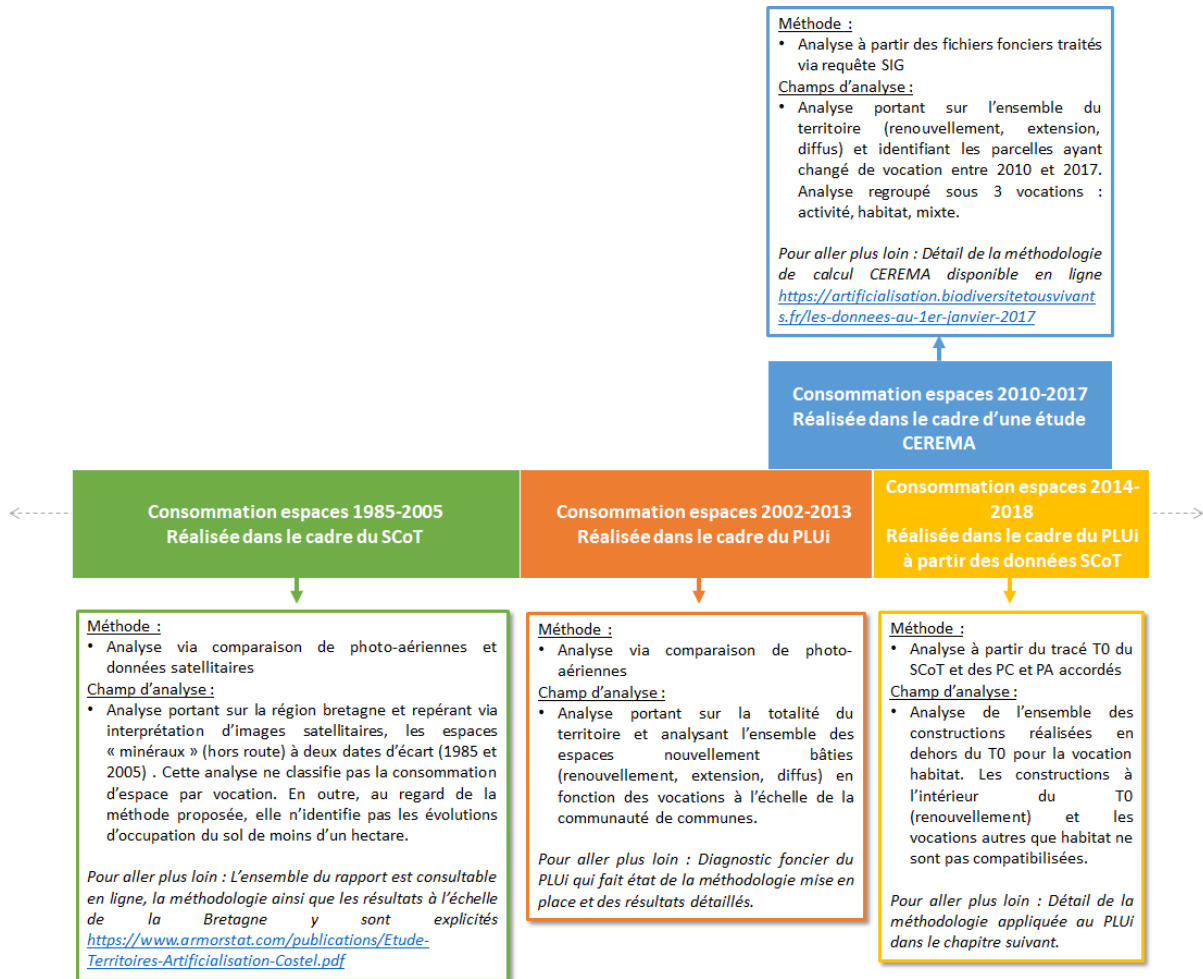 Méthode :
• Analyse à partir des fichiers fonciers traités
via requête SIG
Champs d'analyse :
• Analyse portant sur l'ensemble du
territoire (renouvellement, extension,
diffus) et identifiant les parcelles ayant
changé de vocation entre 2010 et 2017.
Analyse regroupé sous 3 vocations :
activité, habitat, mixte.
Pour aller plus loin : Détail de la méthodologie
de calcul CEREMA disponible en ligne
https://artificialisation.biodiversitetousvivant
s.fr/les-donnees-au-1er-janvier-2017
Consommation espaces 2010-2017
Réalisée dans le cadre d'une étude
CEREMA
Consommation espaces 1985-2005
Réalisée dans le cadre du SCoT
Consommation espaces 2002-2013
Réalisée dans le cadre du PLUi
Consommation espaces 2014-
2018
Réalisée dans le cadre du PLUi
à partir des données SCoT
Méthode :
• Analyse via comparaison de photo-aériennes et
données satellitaires
Champ d'analyse :
• Analyse portant sur la région bretagne et repérant via
interprétation d'images satellitaires, les espaces
« minéraux » (hors route) à deux dates d'écart (1985 et
2005) . Cette analyse ne classifie pas la consommation
d'espace par vocation. En outre, au regard de la
méthode proposée, elle n'identifie pas les évolutions
d'occupation du sol de moins d'un hectare.
Pour aller plus loin : L'ensemble du rapport est consultable
en ligne, la méthodologie ainsi que les résultats à l'échelle
de la Bretagne y sont explicités
https://www.armorstat.com/publications/Etude-
Territoires-Artificialisation-Costel.pdf
Méthode :
• Analyse via comparaison de photo-
aériennes
Champ d'analyse :
• Analyse portant sur la totalité du
territoire et analysant l'ensemble des
espaces nouvellement bâties
(renouvellement, extension, diffus) en
fonction des vocations à l'échelle de la
communauté de communes.
Pour aller plus loin : Diagnostic foncier du
PLUi qui fait état de la méthodologie mise en
place et des résultats détaillés.
Méthode :
• Analyse à partir du tracé T0 du
SCoT et des PC et PA accordés
Champ d'analyse :
• Analyse de l'ensemble des
constructions réalisées en
dehors du T0 pour la vocation
habitat. Les constructions à
l'intérieur du T0
(renouvellement) et les
vocations autres que habitat ne
sont pas compatibilisées.
Pour aller plus loin : Détail de la
méthodologie appliquée au PLUi
dans le chapitre suivant.